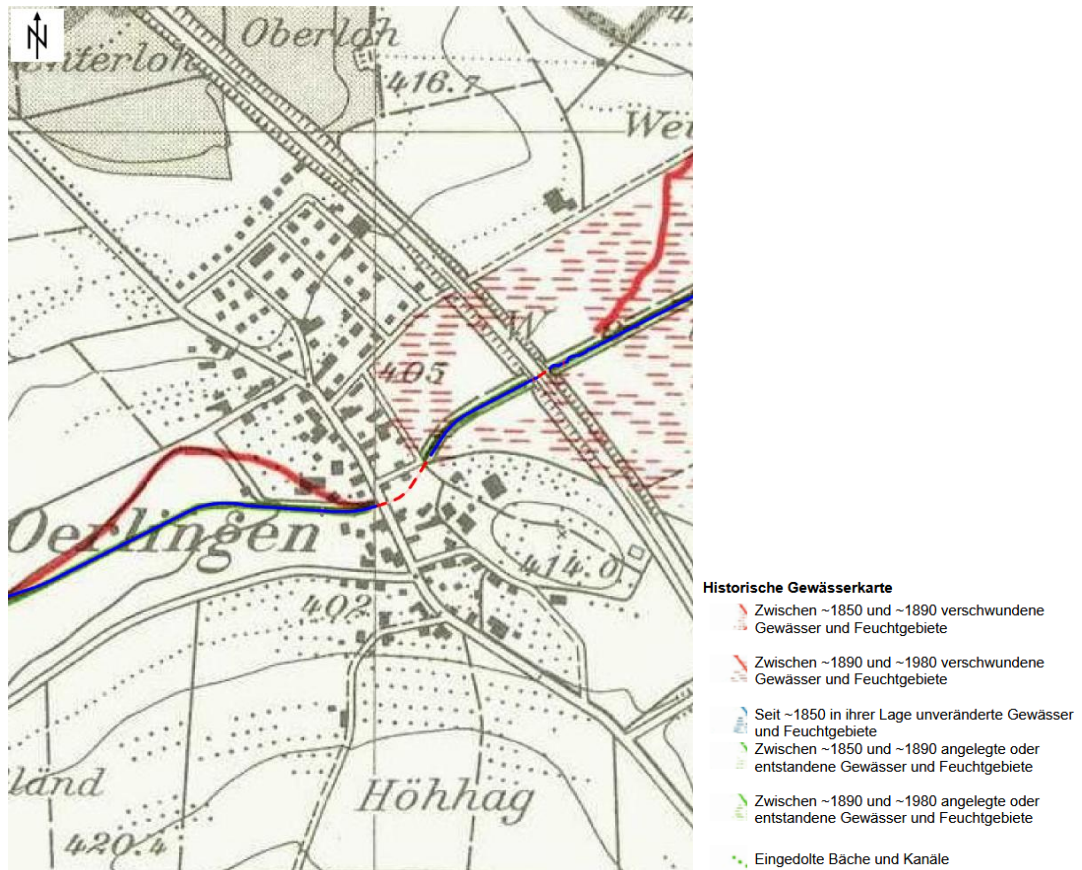 N
Oberloh
Unterloh
416.7
Wei
W
405
Oerlingen
414.0
402
länd
Höhhag
420.4
Historische Gewässerkarte
Zwischen ~1850 und ~1890 verschwundene
Gewässer und Feuchtgebiete
Zwischen ~1890 und ~1980 verschwundene
Gewässer und Feuchtgebiete
Seit ~1850 in ihrer Lage unveränderte Gewässer
und Feuchtgebiete
Zwischen ~1850 und ~1890 angelegte oder
entstandene Gewässer und Feuchtgebiete
Zwischen ~1890 und ~1980 angelegte oder
entstandene Gewässer und Feuchtgebiete
Eingedolte Bäche und Kanäle